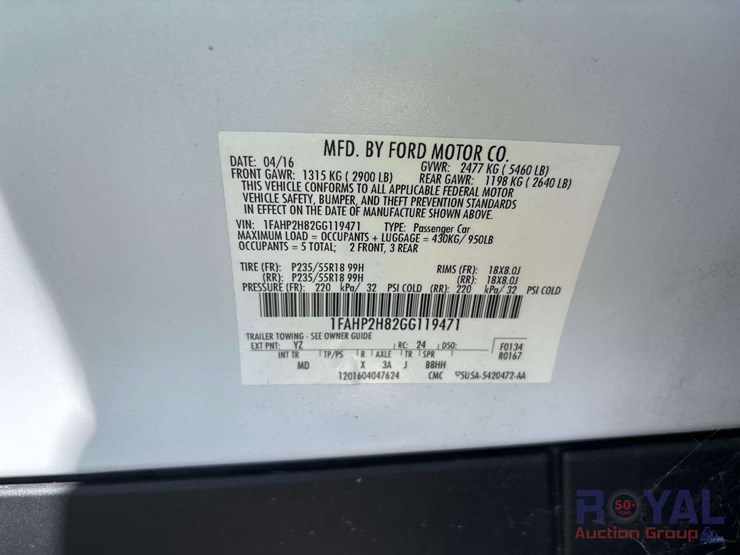 MFD. BY FORD MOTOR CO.
DATE: 04/16 GVWR: 2477 KG ( 5460 LB)
FRONT GAWR: 1315 KG ( 2900 LB) REAR GAWR: 1198 KG ( 2640 LB)
THIS VEHICLE CONFORMS TO ALL APPLICABLE FEDERAL MOTOR
VEHICLE SAFETY, BUMPER, AND THEFT PREVENTION STANDARDS
IN EFFECT ON THE DATE OF MANUFACTURE SHOWN ABOVE.
VIN: 1FAHP2H82GG119471 TYPE: Passenger Car
MAXIMUM LOAD = OCCUPANTS + LUGGAGE = 430KG/ 950LB
OCCUPANTS = 5 TOTAL; 2 FRONT, 3 REAR
TIRE (FR): P235/55R18 99H RIMS (FR): 18X8.0J
(RR): P235/55R18 99H (RR): 18X8.0J
PRESSURE (FR): 220 kPa/ 32 PSI COLD (RR): 220 kPa/ 32 PSI COLD
1FAHP2H82GG119471
TRAILER TOWING - SEE OWNER GUIDE
EXT PNT: YZ RC: 24 DSO: F0134
INT TR TP/PS R AXLE TR SPR R0167
MD X 3A J BBHH
1201604047624 CMC 5U5A-5420472-AA
50
ROYAL
Auction Group